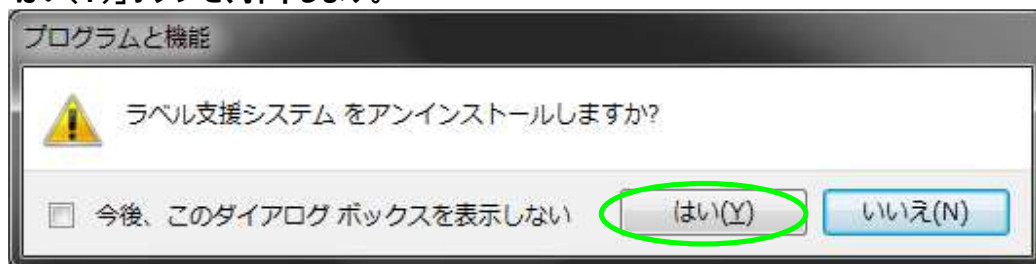 プログラムと機能
ラベル支援システム をアンインストールしますか?
今後、このダイアログ ボックスを表示しない
はい(Y)
いいえ(N)